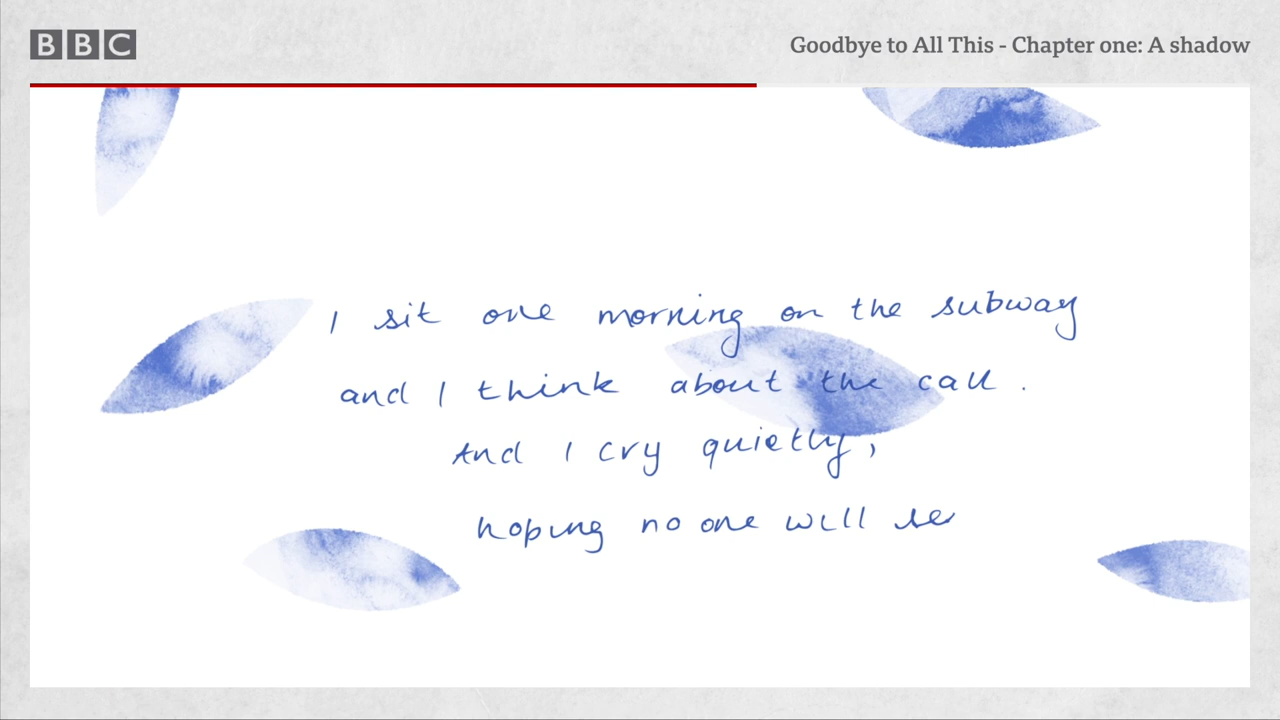 BBC
Goodbye to All This - Chapter one: A shadow
I sit one morning on the subway
and I think about the call.
And I cry quietly,
hoping no one will se